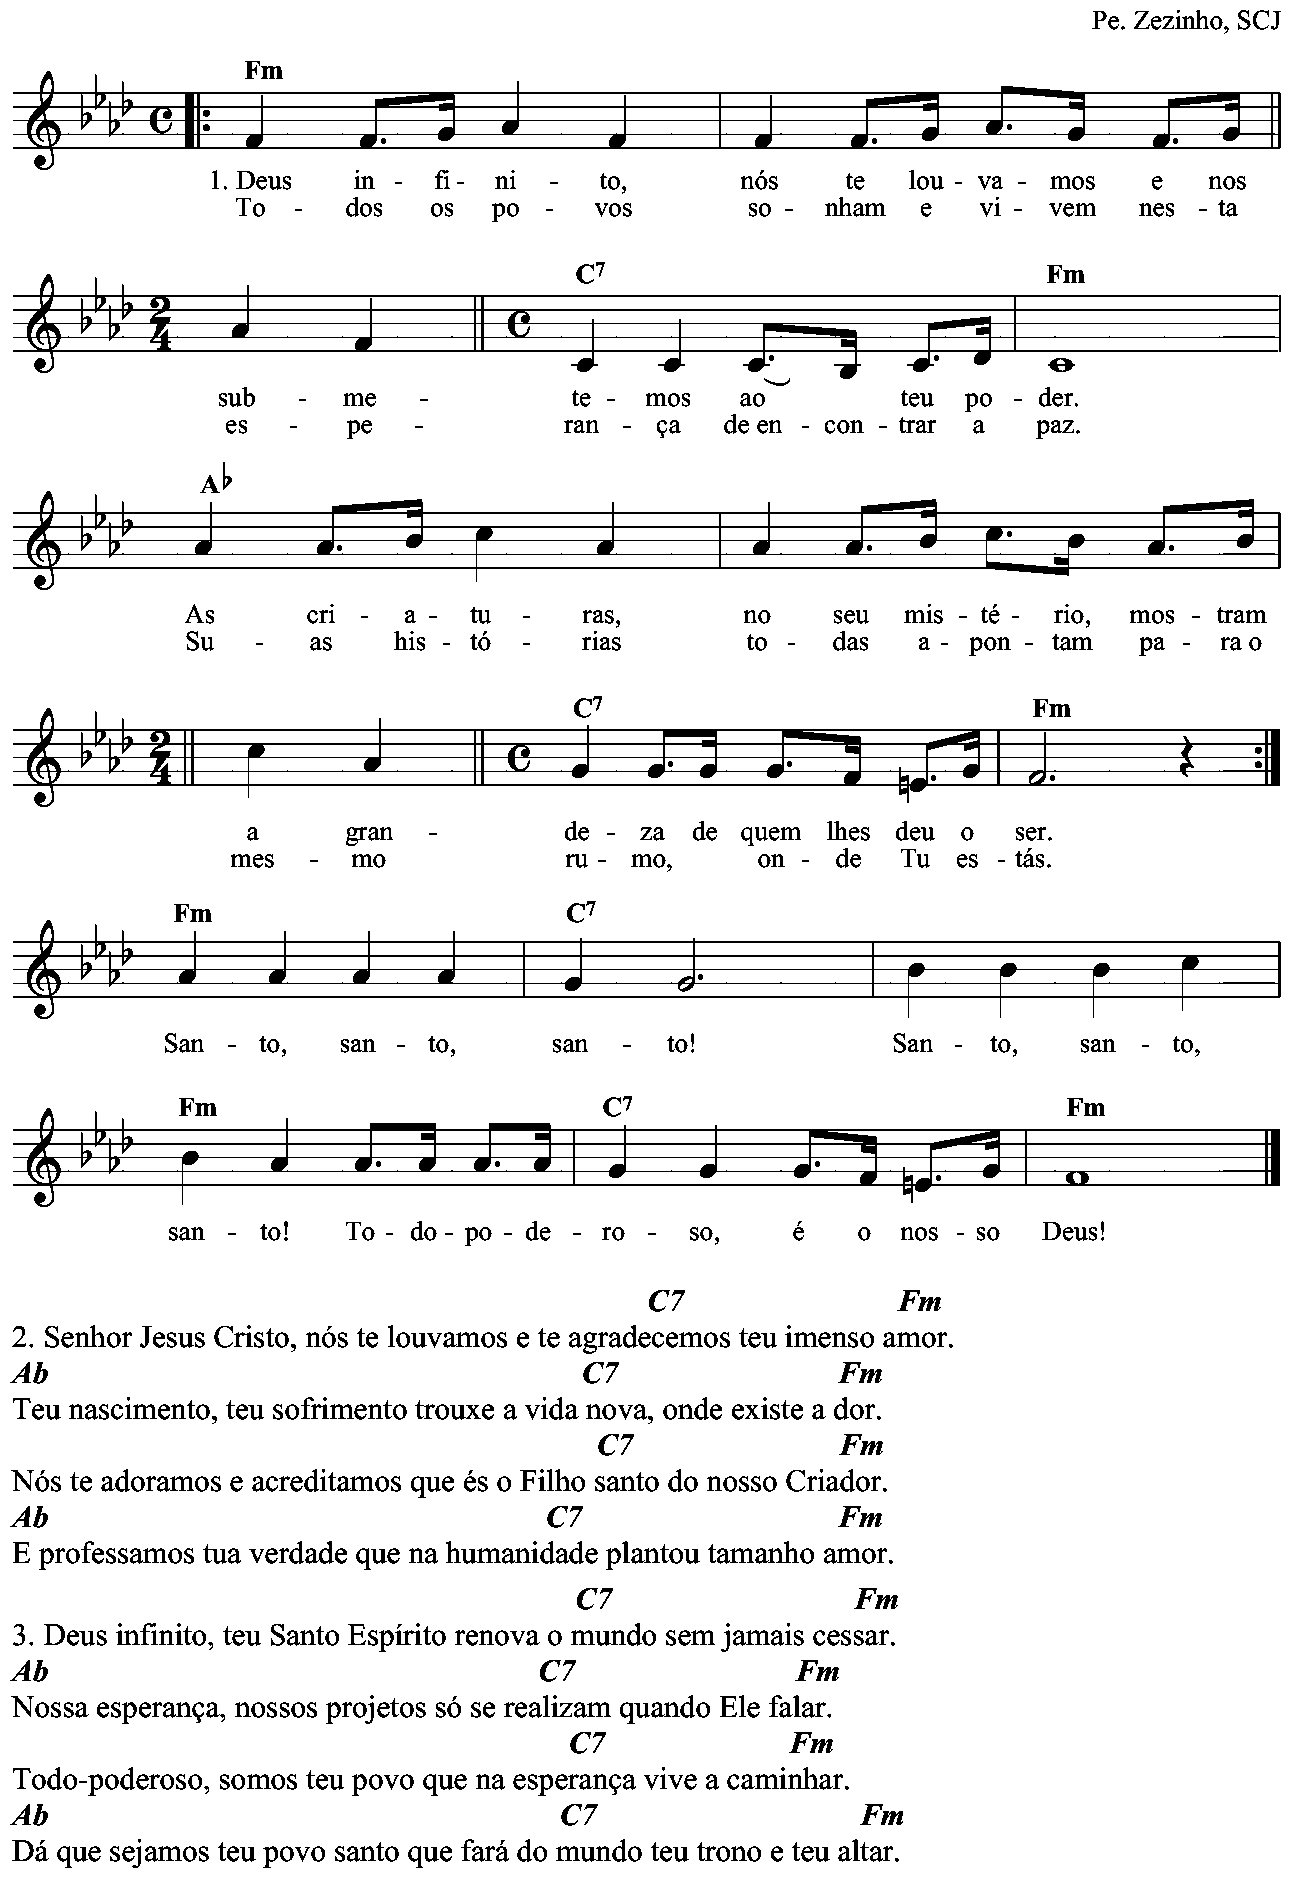 Pe. Zezinho, SCJ
Fm
1. Deus in - fi - ni - to, nós te lou - va - mos e nos
To - dos os po - vos so - nham e vi - vem nes - ta
C7 Fm
sub - me - te - mos ao teu po - der.
es - pe - ran - ça de en - con - trar a paz.
A♭
As cri - a - tu - ras, no seu mis - té - rio, mos - tram
Su - as his - tó - rias to - das a - pon - tam pa - ra o
C7 Fm
a gran - de - za de quem lhes deu o ser.
mes - mo ru - mo, on - de Tu es - tás.
Fm C7
San - to, san - to, san - to! San - to, san - to,
Fm C7 Fm
san - to! To - do - po - de - ro - so, é o nos - so Deus!
C7 Fm
2. Senhor Jesus Cristo, nós te louvamos e te agradecemos teu imenso amor.
Ab C7 Fm
Teu nascimento, teu sofrimento trouxe a vida nova, onde existe a dor.
C7 Fm
Nós te adoramos e acreditamos que és o Filho santo do nosso Criador.
Ab C7 Fm
E professamos tua verdade que na humanidade plantou tamanho amor.
C7 Fm
3. Deus infinito, teu Santo Espírito renova o mundo sem jamais cessar.
Ab C7 Fm
Nossa esperança, nossos projetos só se realizam quando Ele falar.
C7 Fm
Todo-poderoso, somos teu povo que na esperança vive a caminhar.
Ab C7 Fm
Dá que sejamos teu povo santo que fará do mundo teu trono e teu altar.